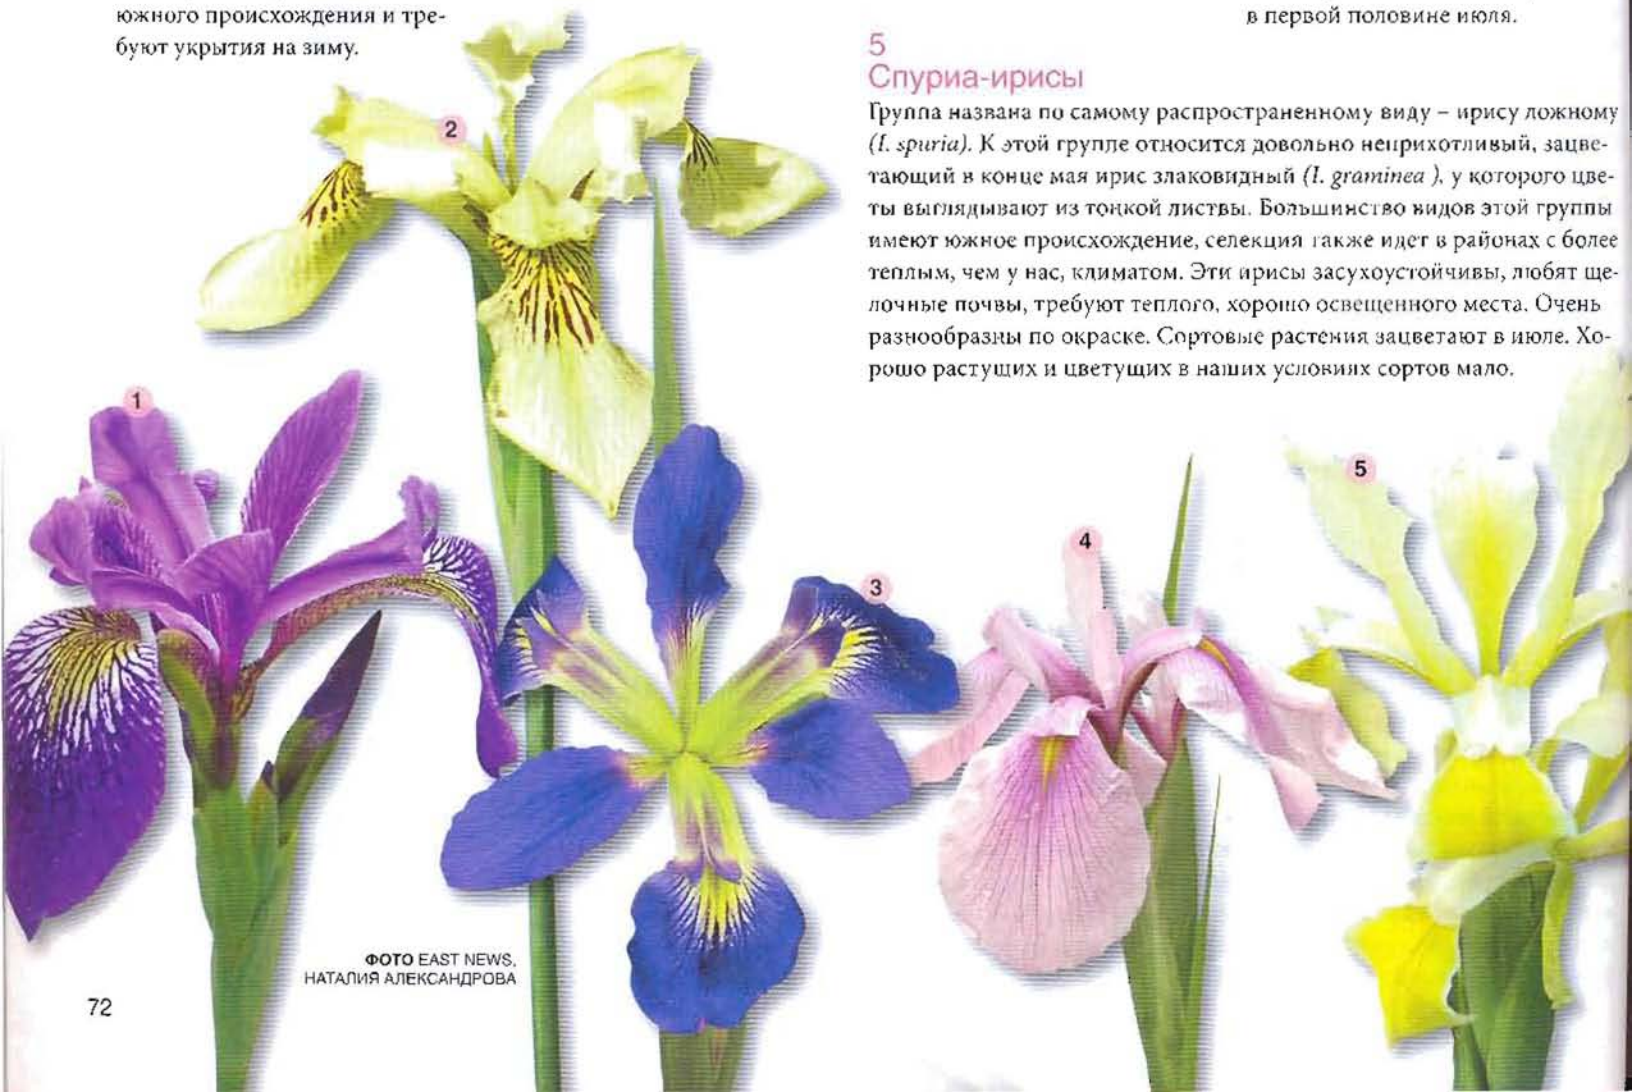 южного происхождения и тре-
буют укрытия на зиму.
в первой половине июля.
5
Спуриа-ирисы
Группа названа по самому распространенному виду – ирису ложному
(I. spuria). К этой группе относится довольно неприхотливый, зацве-
тающий в конце мая ирис злаковидный (I. graminea ), у которого цве-
ты выглядывают из тонкой листвы. Большинство видов этой группы
имеют южное происхождение, селекция также идет в районах с более
теплым, чем у нас, климатом. Эти ирисы засухоустойчивы, любят ще-
лочные почвы, требуют теплого, хорошо освещенного места. Очень
разнообразны по окраске. Сортовые растения зацветают в июле. Хо-
рошо растущих и цветущих в наших условиях сортов мало.
2
1
5
4
3
ФОТО EAST NEWS,
НАТАЛИЯ АЛЕКСАНДРОВА
72